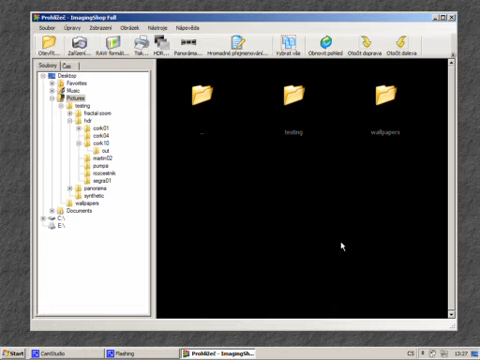 Prohlížeč - ImagingShop Full
Soubor Úpravy Zobrazení Obrázek Nástroje Nápověda
Otevřít... Zařízení... RAW formát... Tisk... HDR... Panoráma... Hromadné přejmenování... Vybrat vše Obnovit pohled Otočit doprava Otočit doleva
Soubory Čas
Desktop
Favorites
Music
Pictures
testing
fractal-soom
hdr
cork01
cork04
cork10
out
martin02
pumpa
rozcestnik
segra01
panorama
synthetic
wallpapers
Documents
C:\
E:\
..
testing
wallpapers
Start CamStudio Flashing Prohlížeč - ImagingSh... CS 13:27